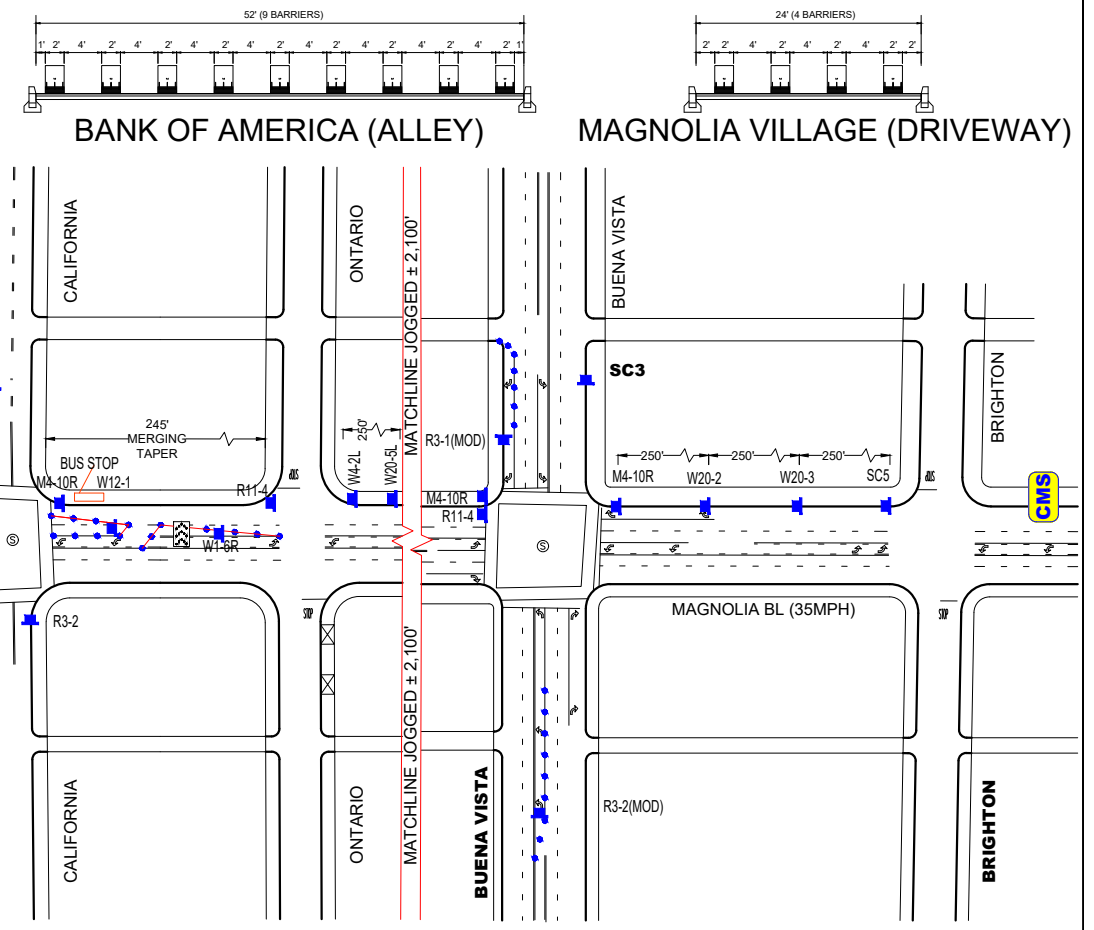 52' (9 BARRIERS)
24' (4 BARRIERS)
1' 2' 4' 2' 4' 2' 4' 2' 4' 2' 4' 2' 4' 2' 4' 2' 4' 2' 1'
2' 2' 4' 2' 4' 2' 4' 2' 2'
BANK OF AMERICA (ALLEY)
MAGNOLIA VILLAGE (DRIVEWAY)
CALIFORNIA
ONTARIO
MATCHLINE JOGGED ± 2,100'
BUENA VISTA
BRIGHTON
SC3
245'
MERGING
TAPER
250'
R3-1(MOD)
250'
250'
250'
BUS STOP
M4-10R
W12-1
R11-4
W4-2L
W20-5L
M4-10R
R11-4
M4-10R
W20-2
W20-3
SC5
CMS
W1-6R
S
S
R3-2
STOP
STOP
MAGNOLIA BL (35MPH)
CALIFORNIA
ONTARIO
MATCHLINE JOGGED ± 2,100'
BUENA VISTA
R3-2(MOD)
BRIGHTON